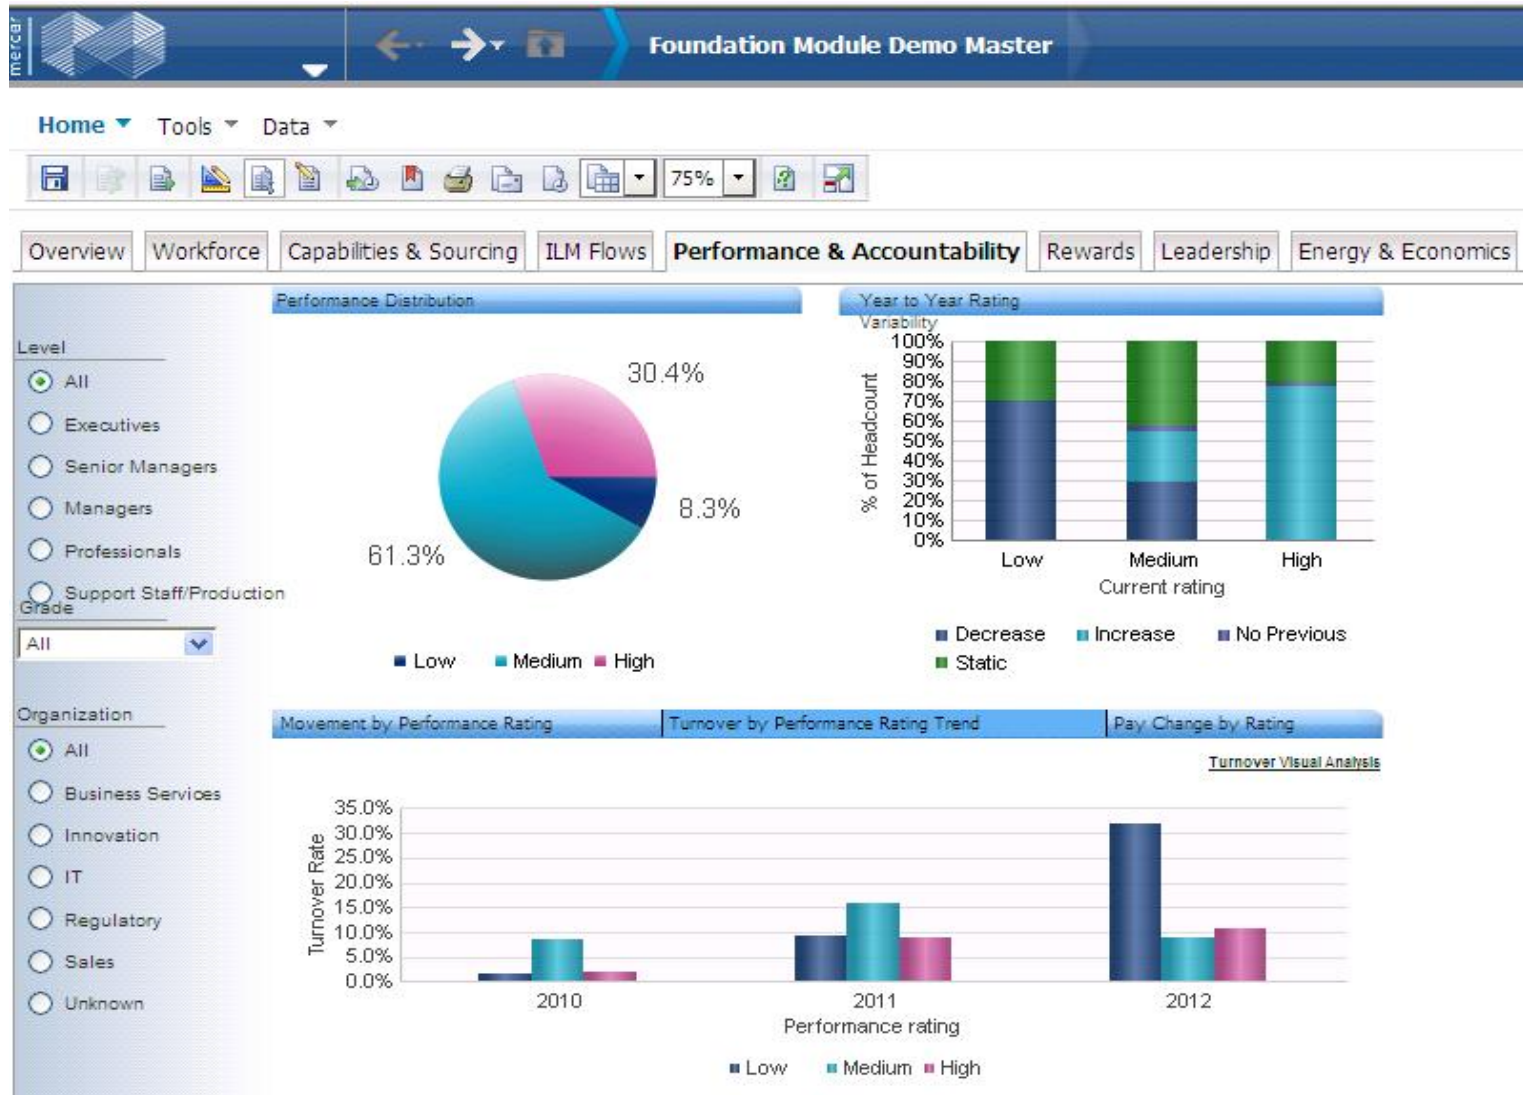 mercer
Foundation Module Demo Master
Home Tools Data
75%
Overview Workforce Capabilities & Sourcing ILM Flows Performance & Accountability Rewards Leadership Energy & Economics
Level
All
Executives
Senior Managers
Managers
Professionals
Support Staff/Production
Grade
All
Organization
All
Business Services
Innovation
IT
Regulatory
Sales
Unknown
Performance Distribution
30.4%
8.3%
61.3%
Low Medium High
Year to Year Rating
Variability
% of Headcount
100%
90%
80%
70%
60%
50%
40%
30%
20%
10%
0%
Low Medium High
Current rating
Decrease Increase No Previous
Static
Movement by Performance Rating Turnover by Performance Rating Trend Pay Change by Rating
Turnover Visual Analysis
Turnover Rate
35.0%
30.0%
25.0%
20.0%
15.0%
10.0%
5.0%
0.0%
2010 2011 2012
Performance rating
Low Medium High